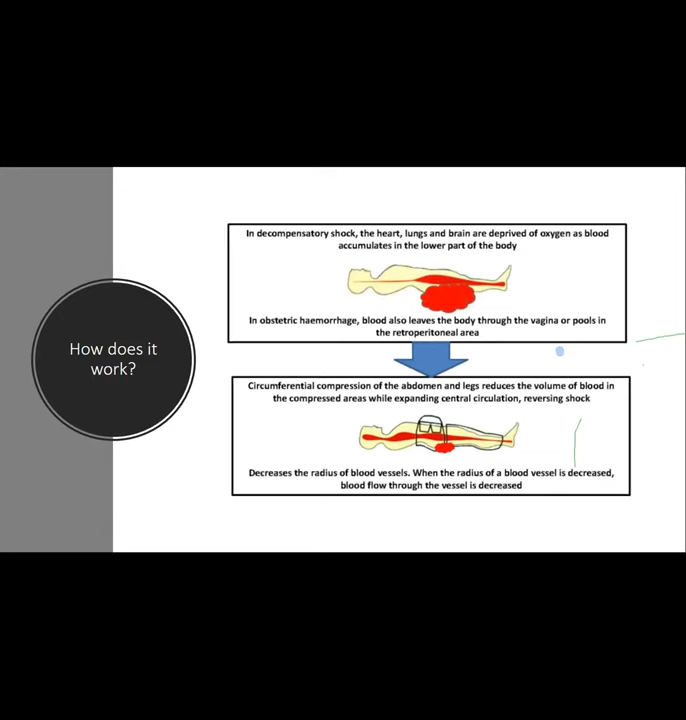 How does it
work?
In decompensatory shock, the heart, lungs and brain are deprived of oxygen as blood
accumulates in the lower part of the body
In obstetric haemorrhage, blood also leaves the body through the vagina or pools in
the retroperitoneal area
Circumferential compression of the abdomen and legs reduces the volume of blood in
the compressed areas while expanding central circulation, reversing shock
Decreases the radius of blood vessels. When the radius of a blood vessel is decreased,
blood flow through the vessel is decreased